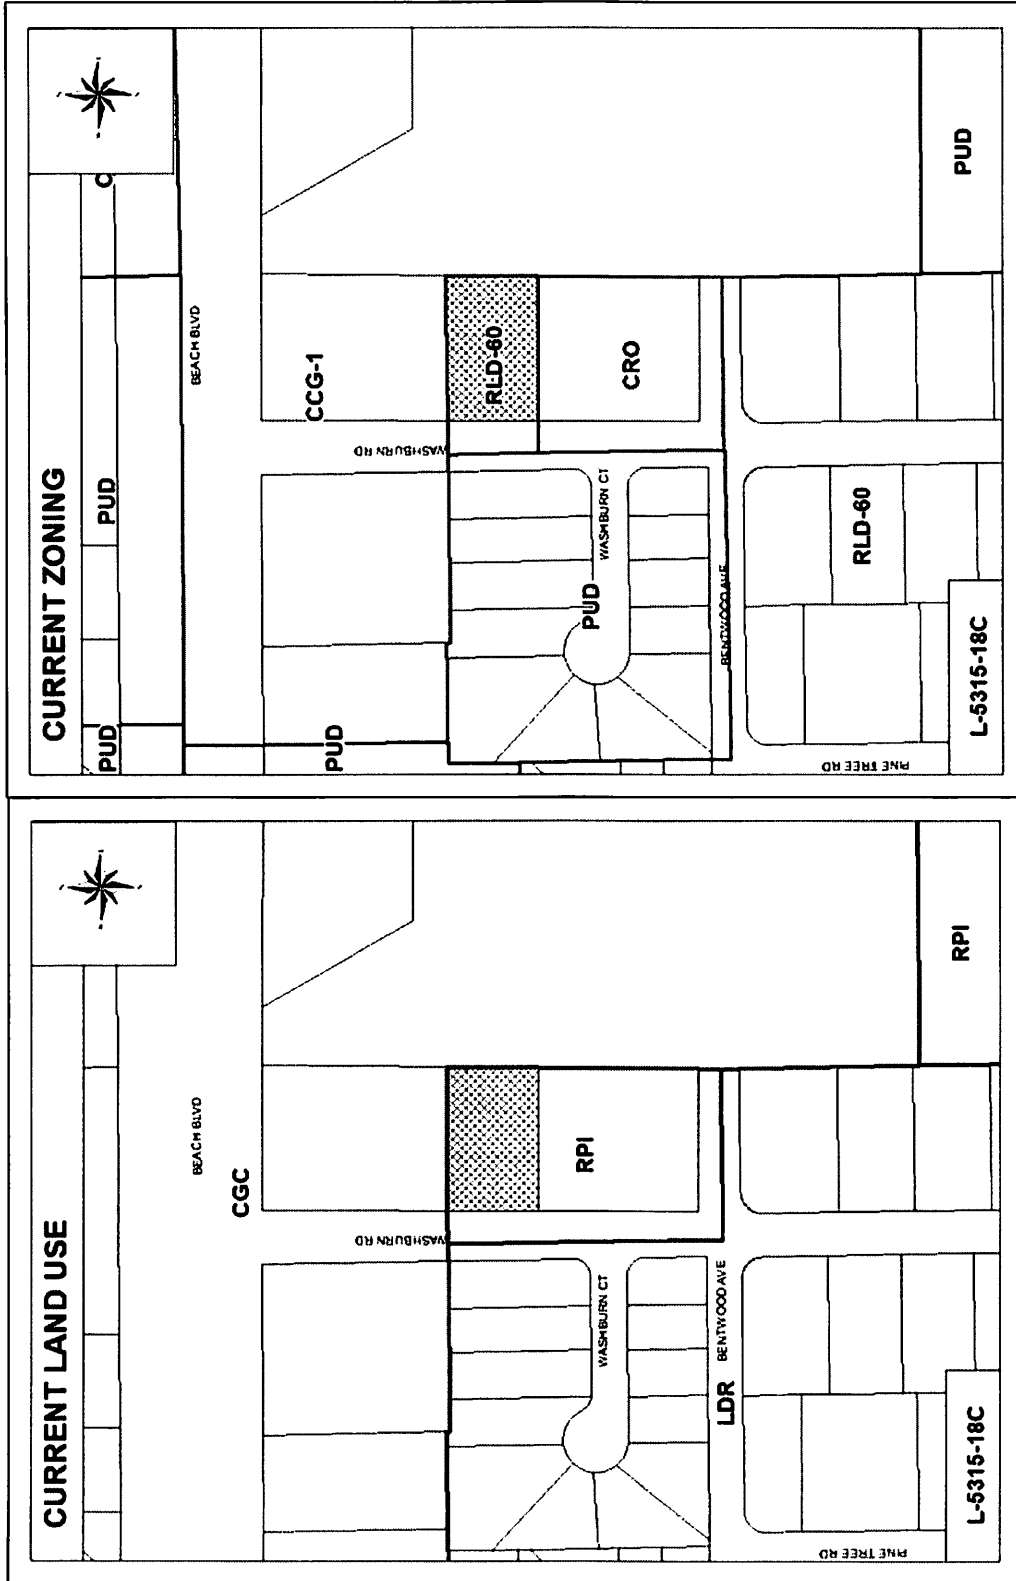 CURRENT LAND USE
BEACH BLVD
CGC
WASHBURN RD
RPI
WASHBURN CT
BENTWOOD AVE
LDR
PINE TREE RD
RPI
L-5315-18C
CURRENT ZONING
PUD
PUD
C
BEACH BLVD
PUD
CCG-1
WASHBURN RD
RLD-60
CRO
WASHBURN CT
PUD
BENTWOOD AVE
RLD-60
PINE TREE RD
PUD
L-5315-18C